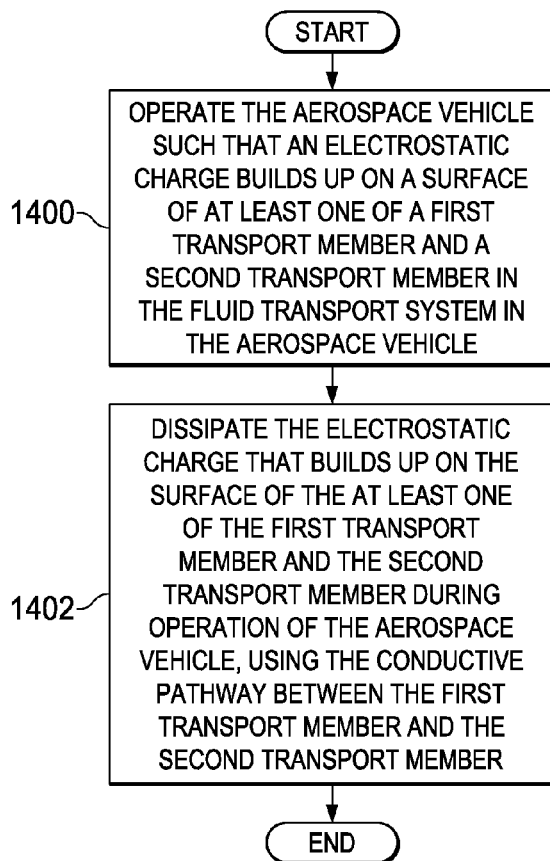 START
OPERATE THE AEROSPACE VEHICLE
SUCH THAT AN ELECTROSTATIC
CHARGE BUILDS UP ON A SURFACE
OF AT LEAST ONE OF A FIRST
TRANSPORT MEMBER AND A
SECOND TRANSPORT MEMBER IN
THE FLUID TRANSPORT SYSTEM IN
THE AEROSPACE VEHICLE
1400
DISSIPATE THE ELECTROSTATIC
CHARGE THAT BUILDS UP ON THE
SURFACE OF THE AT LEAST ONE
OF THE FIRST TRANSPORT
MEMBER AND THE SECOND
TRANSPORT MEMBER DURING
OPERATION OF THE AEROSPACE
VEHICLE, USING THE CONDUCTIVE
PATHWAY BETWEEN THE FIRST
TRANSPORT MEMBER AND THE
SECOND TRANSPORT MEMBER
1402
END